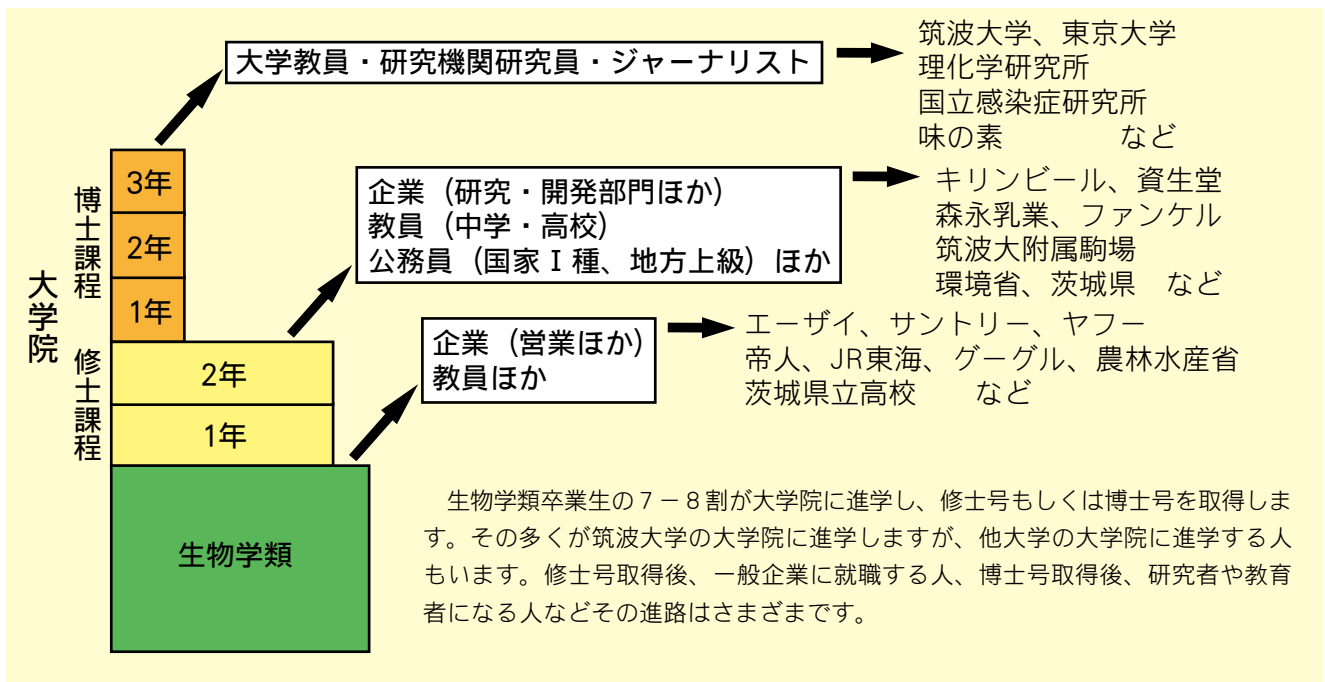 大学教員・研究機関研究員・ジャーナリスト
筑波大学、東京大学
理化学研究所
国立感染症研究所
味の素　　　　など
大学院
博士課程
3年
2年
1年
企業（研究・開発部門ほか）
教員（中学・高校）
公務員（国家Ⅰ種、地方上級）ほか
キリンビール、資生堂
森永乳業、ファンケル
筑波大附属駒場
環境省、茨城県　など
修士課程
2年
1年
企業（営業ほか）
教員ほか
エーザイ、サントリー、ヤフー
帝人、JR東海、グーグル、農林水産省
茨城県立高校　　など
生物学類
生物学類卒業生の７－８割が大学院に進学し、修士号もしくは博士号を取得しま
す。その多くが筑波大学の大学院に進学しますが、他大学の大学院に進学する人
もいます。修士号取得後、一般企業に就職する人、博士号取得後、研究者や教育
者になる人などその進路はさまざまです。